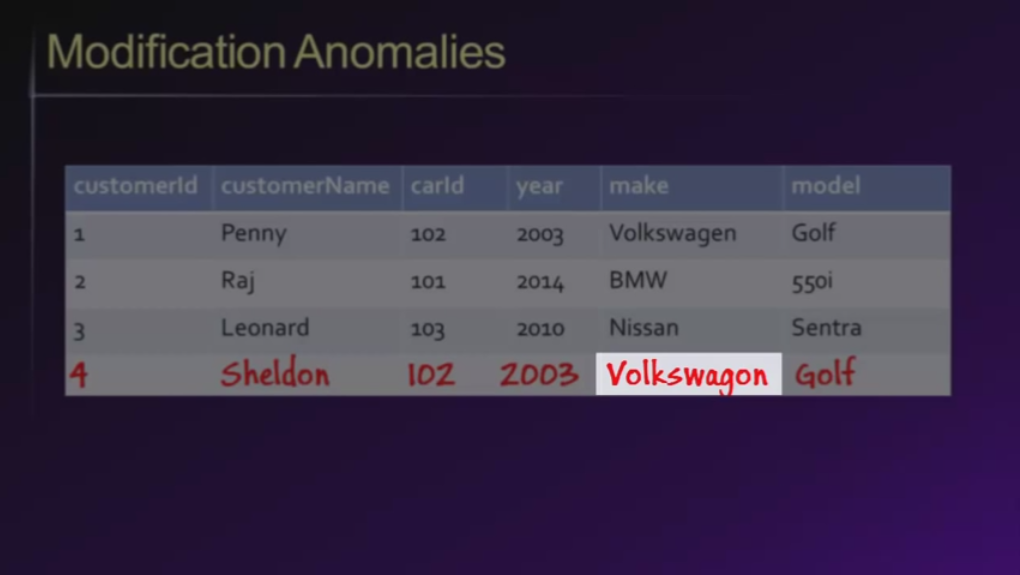 Modification Anomalies
customerId customerName carId year make model
1 Penny 102 2003 Volkswagen Golf
2 Raj 101 2014 BMW 550i
3 Leonard 103 2010 Nissan Sentra
4 Sheldon 102 2003 Volkswagon Golf